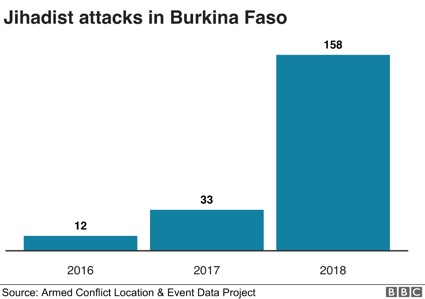 Jihadist attacks in Burkina Faso
158
33
12
2016 2017 2018
Source: Armed Conflict Location & Event Data Project BBC